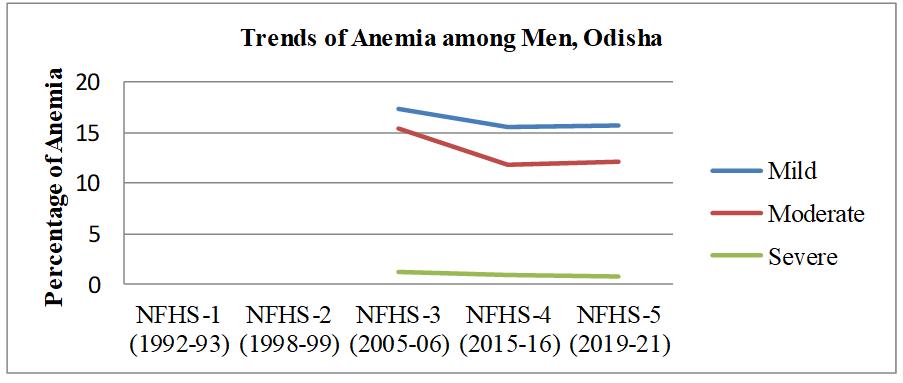 Trends of Anemia among Men, Odisha
Percentage of Anemia
20
15
10
5
0
NFHS-1 NFHS-2 NFHS-3 NFHS-4 NFHS-5
(1992-93) (1998-99) (2005-06) (2015-16) (2019-21)
Mild
Moderate
Severe